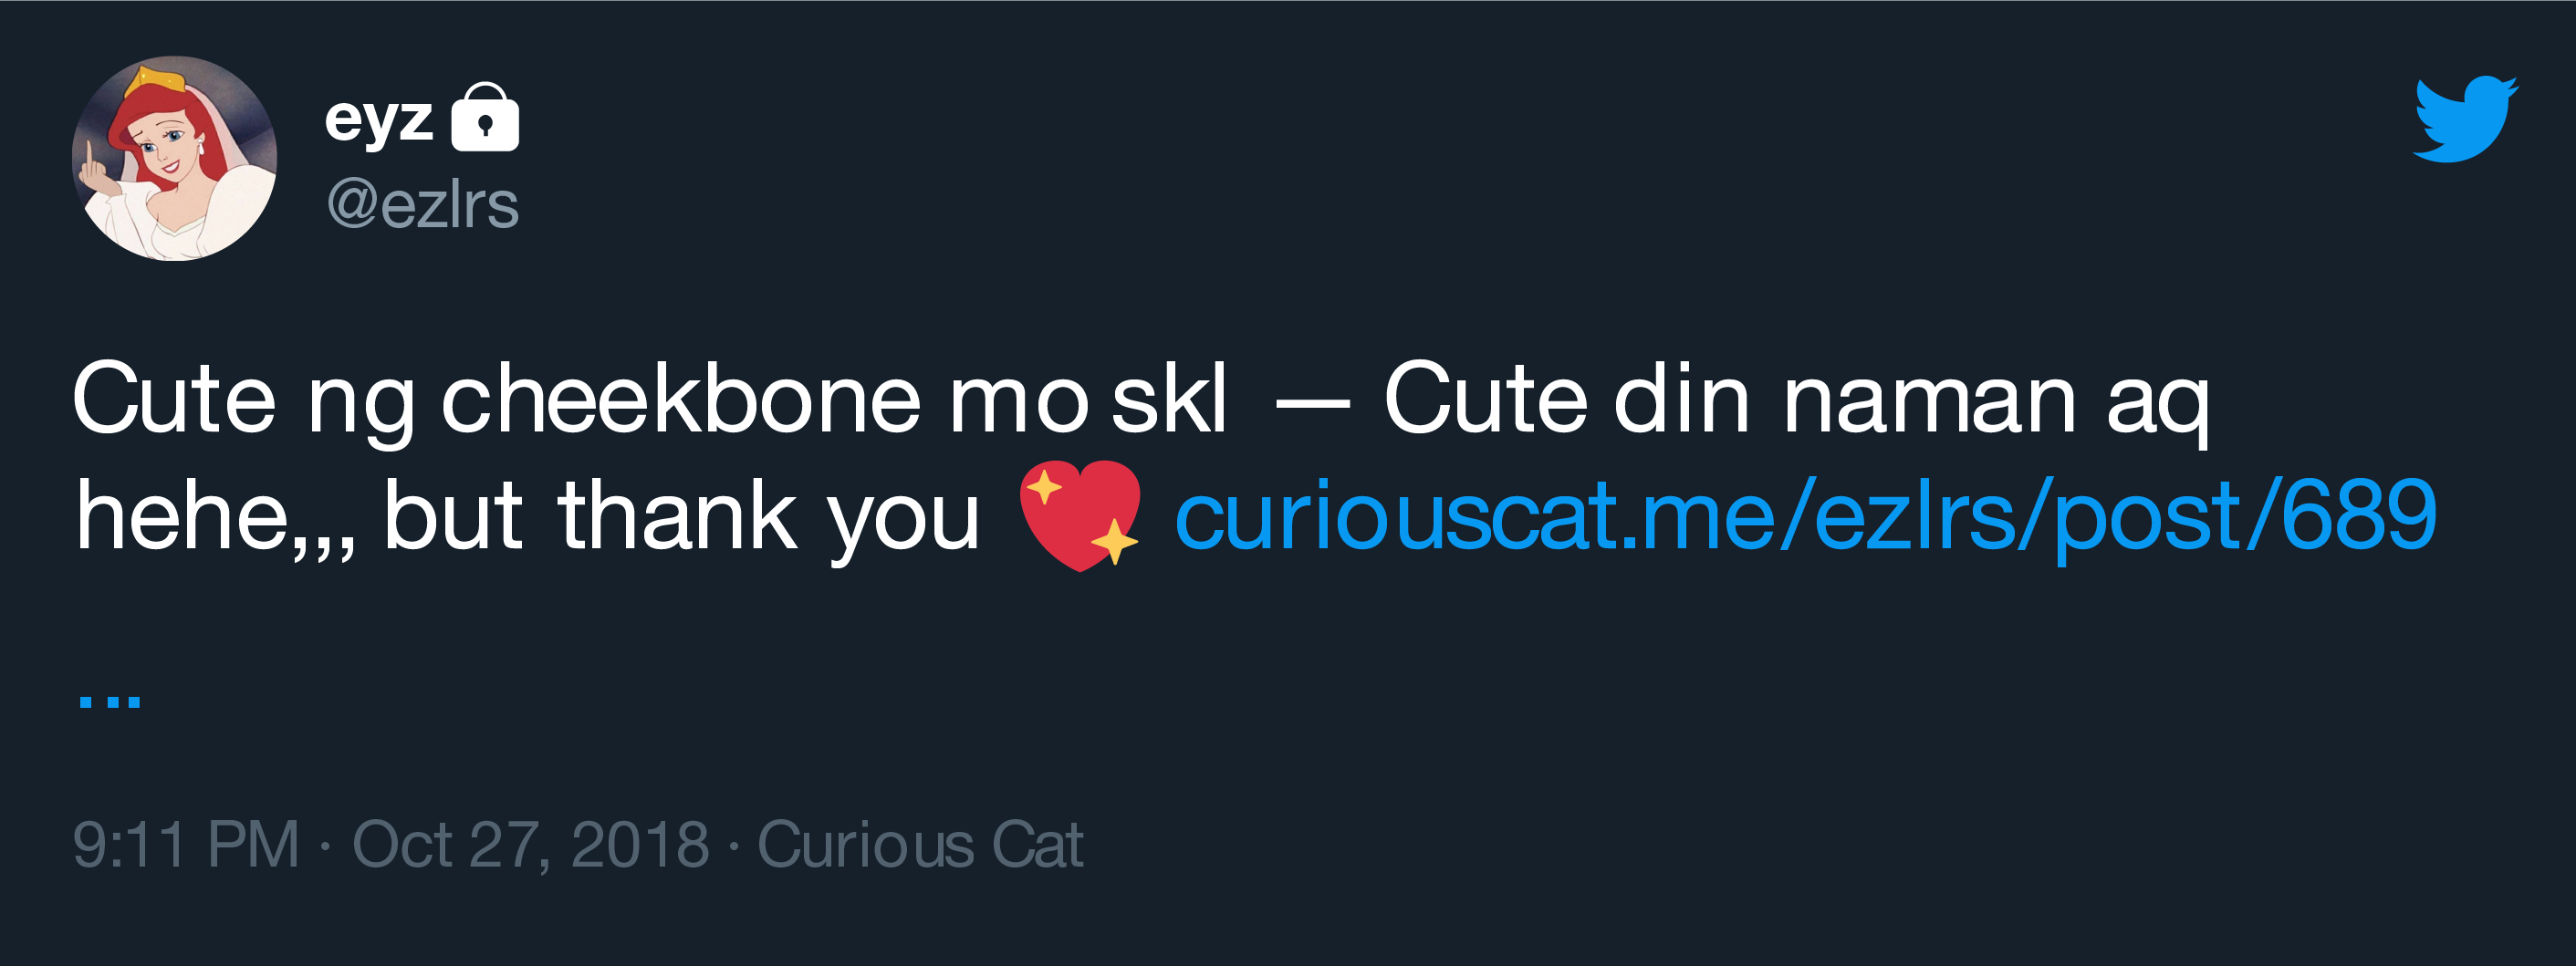 eyz
@ezlrs
Cute ng cheekbone mo skl — Cute din naman aq
hehe,,, but thank you 💖 curiouscat.me/ezlrs/post/689
…
9:11 PM · Oct 27, 2018 · Curious Cat